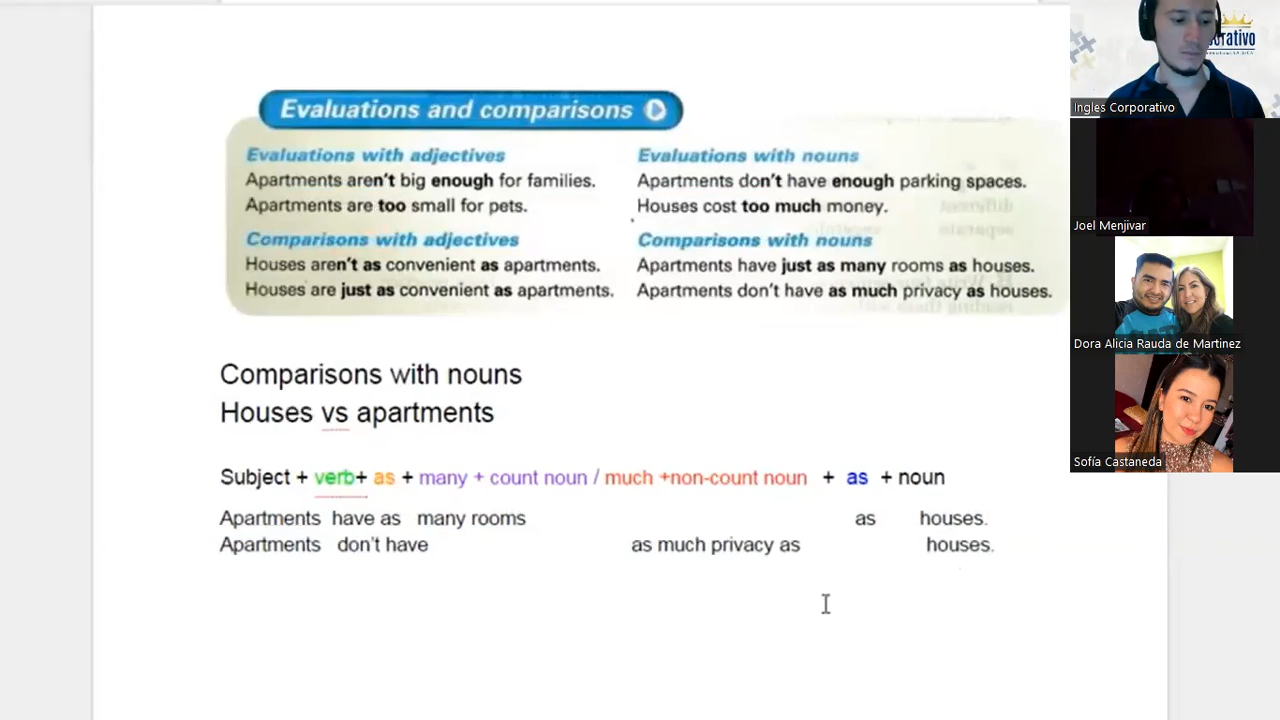 Evaluations and comparisons
Evaluations with adjectives
Apartments aren't big enough for families.
Apartments are too small for pets.
Comparisons with adjectives
Houses aren't as convenient as apartments.
Houses are just as convenient as apartments.
Evaluations with nouns
Apartments don't have enough parking spaces.
Houses cost too much money.
Comparisons with nouns
Apartments have just as many rooms as houses.
Apartments don't have as much privacy as houses.
Comparisons with nouns
Houses vs apartments
Subject + verb+ as + many + count noun / much +non-count noun + as + noun
Apartments have as many rooms as houses.
Apartments don't have as much privacy as houses.
Ingles Corporativo
Joel Menjivar
Dora Alicia Rauda de Martinez
Sofía Castaneda